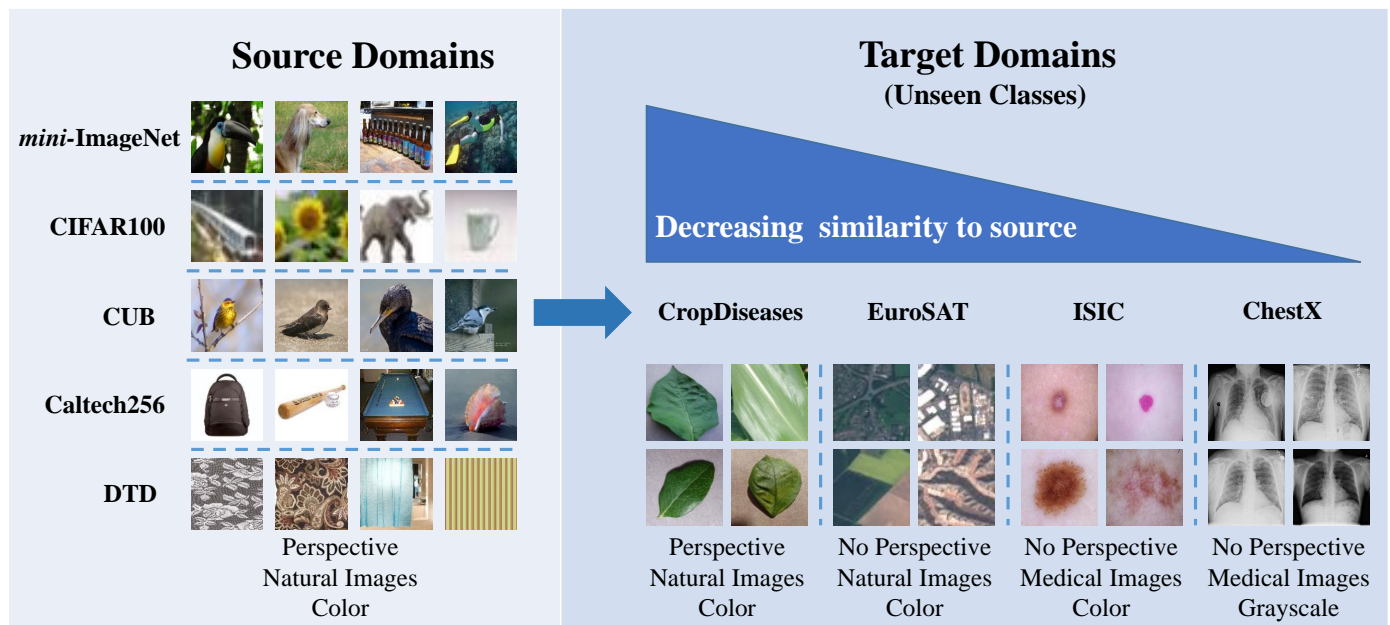 Source Domains
mini-ImageNet
CIFAR100
CUB
Caltech256
DTD
Perspective
Natural Images
Color
Target Domains
(Unseen Classes)
Decreasing similarity to source
CropDiseases EuroSAT ISIC ChestX
Perspective No Perspective No Perspective No Perspective
Natural Images Natural Images Medical Images Medical Images
Color Color Color Grayscale